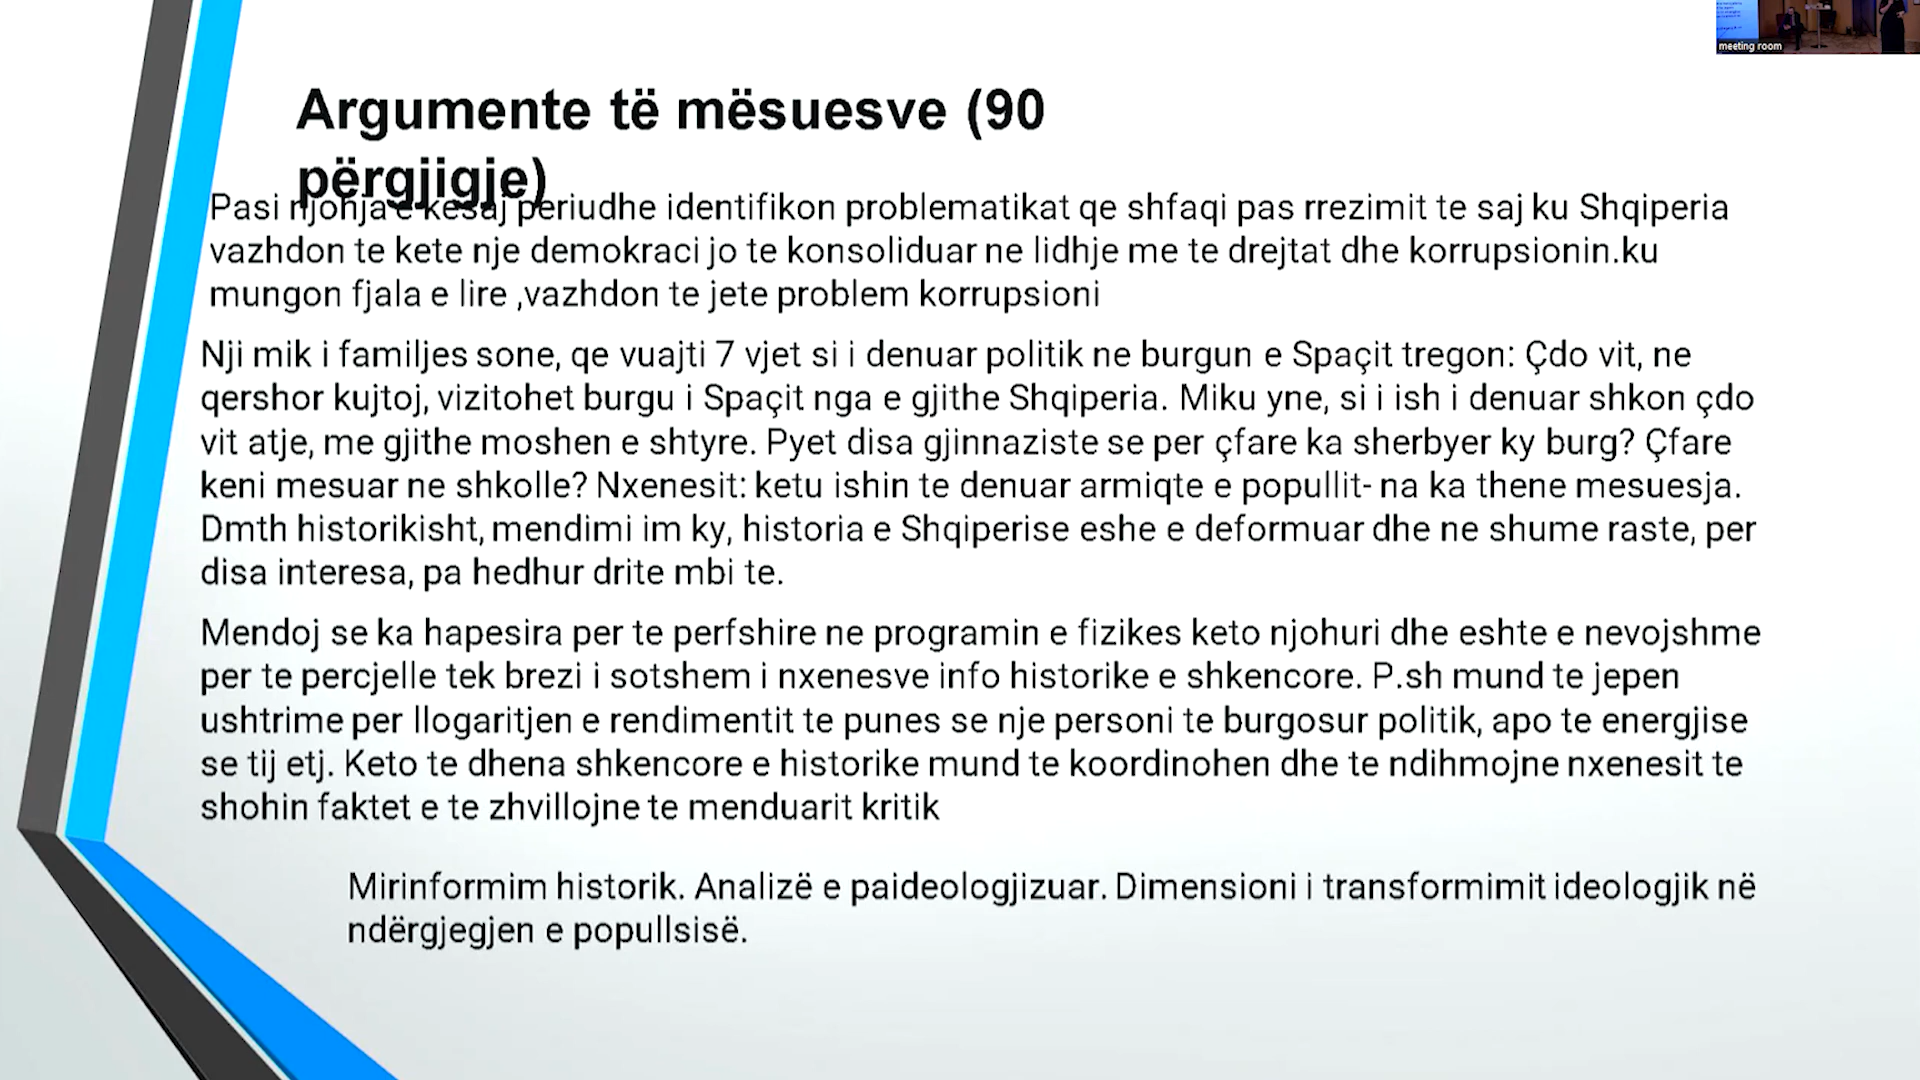 meeting room
Argumente të mësuesve (90
përgjigje)
Pasi njohja e kesaj periudhe identifikon problematikat qe shfaqi pas rrezimit te saj ku Shqiperia
vazhdon te kete nje demokraci jo te konsoliduar ne lidhje me te drejtat dhe korrupsionin.ku
mungon fjala e lire ,vazhdon te jete problem korrupsioni
Nji mik i familjes sone, qe vuajti 7 vjet si i denuar politik ne burgun e Spaçit tregon: Çdo vit, ne
qershor kujtoj, vizitohet burgu i Spaçit nga e gjithe Shqiperia. Miku yne, si i ish i denuar shkon çdo
vit atje, me gjithe moshen e shtyre. Pyet disa gjinnaziste se per çfare ka sherbyer ky burg? Çfare
keni mesuar ne shkolle? Nxenesit: ketu ishin te denuar armiqte e popullit- na ka thene mesuesja.
Dmth historikisht, mendimi im ky, historia e Shqiperise eshe e deformuar dhe ne shume raste, per
disa interesa, pa hedhur drite mbi te.
Mendoj se ka hapesira per te perfshire ne programin e fizikes keto njohuri dhe eshte e nevojshme
per te percjelle tek brezi i sotshem i nxenesve info historike e shkencore. P.sh mund te jepen
ushtrime per llogaritjen e rendimentit te punes se nje personi te burgosur politik, apo te energjise
se tij etj. Keto te dhena shkencore e historike mund te koordinohen dhe te ndihmojne nxenesit te
shohin faktet e te zhvillojne te menduarit kritik
Mirinformim historik. Analizë e paideologjizuar. Dimensioni i transformimit ideologjik në
ndërgjegjen e popullsisë.